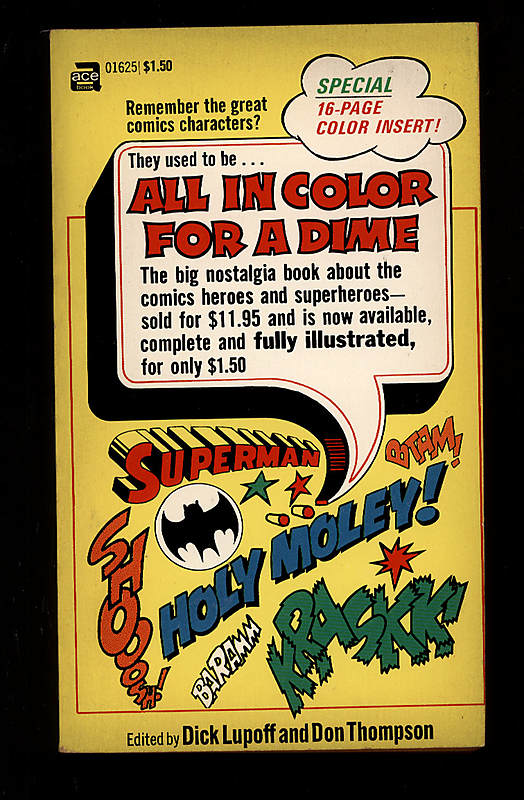 ace
book
01625 | $1.50
SPECIAL
16-PAGE
COLOR INSERT!
Remember the great
comics characters?
They used to be...
ALL IN COLOR
FOR A DIME
The big nostalgia book about the
comics heroes and superheroes—
sold for $11.95 and is now available,
complete and fully illustrated,
for only $1.50
SUPERMAN
BTAM!
SHOOOOSH!
HOLY MOLEY!
BARAMM
KRASKK!
Edited by Dick Lupoff and Don Thompson